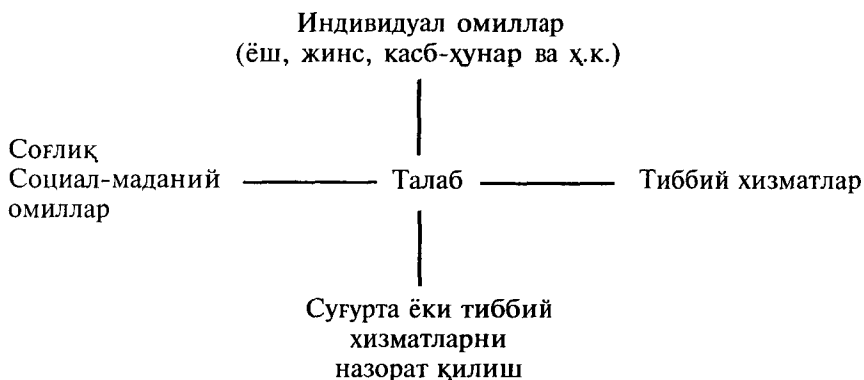 Индивидуал омиллар
(ёш, жинс, касб-ҳунар ва ҳ.к.)
Соғлиқ
Социал-маданий
омиллар
Талаб
Тиббий хизматлар
Суғурта ёки тиббий
хизматларни
назорат қилиш